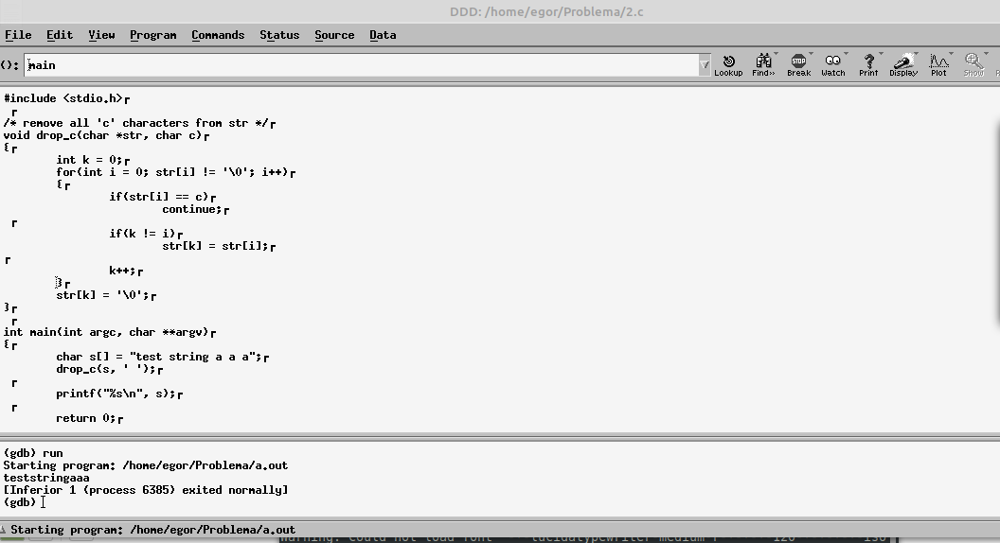 DDD: /home/egor/Problema/2.c
File Edit View Program Commands Status Source Data
(): main
Lookup Find>> Break Watch Print Display Plot Show
#include <stdio.h>┌
┌
/* remove all 'c' characters from str */┌
void drop_c(char *str, char c)┌
{┌
int k = 0;┌
for(int i = 0; str[i] != '\0'; i++)┌
{┌
if(str[i] == c)┌
continue;┌
┌
if(k != i)┌
str[k] = str[i];┌
┌
k++;┌
}┌
str[k] = '\0';┌
}┌
┌
int main(int argc, char **argv)┌
{┌
char s[] = "test string a a a";┌
drop_c(s, ' ');┌
┌
printf("%s\n", s);┌
┌
return 0;┌
(gdb) run
Starting program: /home/egor/Problema/a.out
teststringaaa
[Inferior 1 (process 6385) exited normally]
(gdb)
Starting program: /home/egor/Problema/a.out